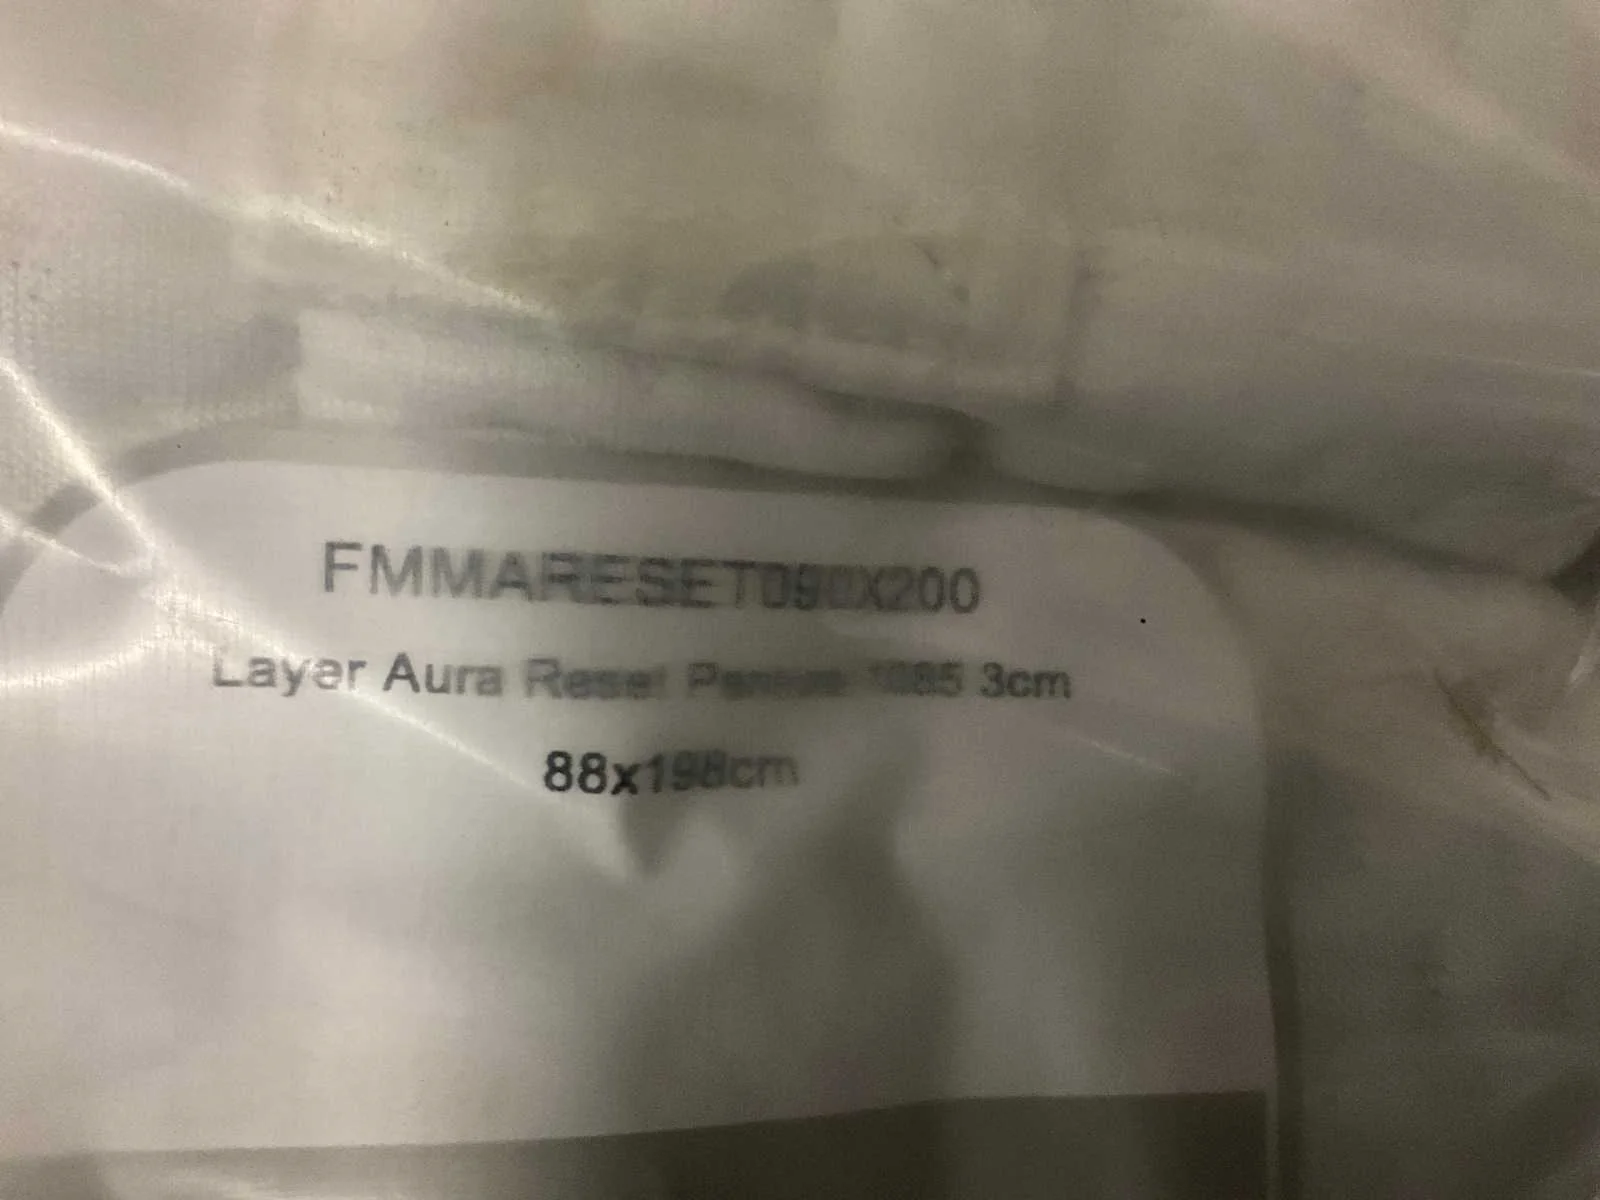 FMMARESET090X200
Layer Aura Reset 3cm
88x198cm